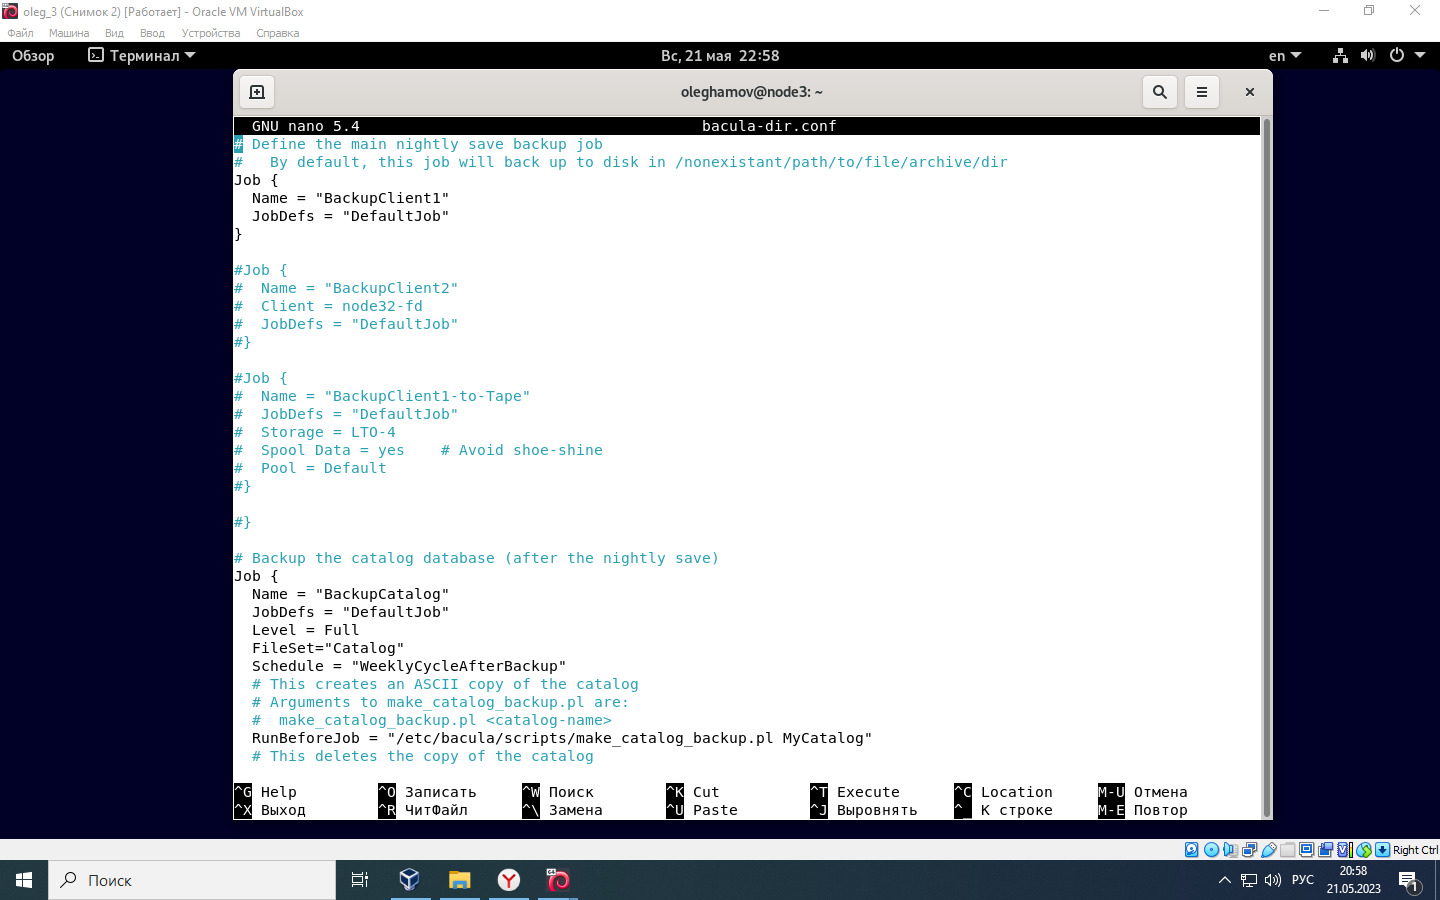 oleg_3 (Снимок 2) [Работает] - Oracle VM VirtualBox
Файл Машина Вид Ввод Устройства Справка
Обзор Терминал Вс, 21 мая 22:58 en
oleghamov@node3: ~
GNU nano 5.4 bacula-dir.conf
# Define the main nightly save backup job
#   By default, this job will back up to disk in /nonexistant/path/to/file/archive/dir
Job {
  Name = "BackupClient1"
  JobDefs = "DefaultJob"
}
#Job {
#  Name = "BackupClient2"
#  Client = node32-fd
#  JobDefs = "DefaultJob"
#}
#Job {
#  Name = "BackupClient1-to-Tape"
#  JobDefs = "DefaultJob"
#  Storage = LTO-4
#  Spool Data = yes    # Avoid shoe-shine
#  Pool = Default
#}
#}
# Backup the catalog database (after the nightly save)
Job {
  Name = "BackupCatalog"
  JobDefs = "DefaultJob"
  Level = Full
  FileSet="Catalog"
  Schedule = "WeeklyCycleAfterBackup"
  # This creates an ASCII copy of the catalog
  # Arguments to make_catalog_backup.pl are:
  #  make_catalog_backup.pl <catalog-name>
  RunBeforeJob = "/etc/bacula/scripts/make_catalog_backup.pl MyCatalog"
  # This deletes the copy of the catalog
^G Help ^O Записать ^W Поиск ^K Cut ^T Execute ^C Location M-U Отмена
^X Выход ^R ЧитФайл ^\ Замена ^U Paste ^J Выровнять ^_ К строке M-E Повтор
Right Ctrl
Поиск
РУС
20:58
21.05.2023
1